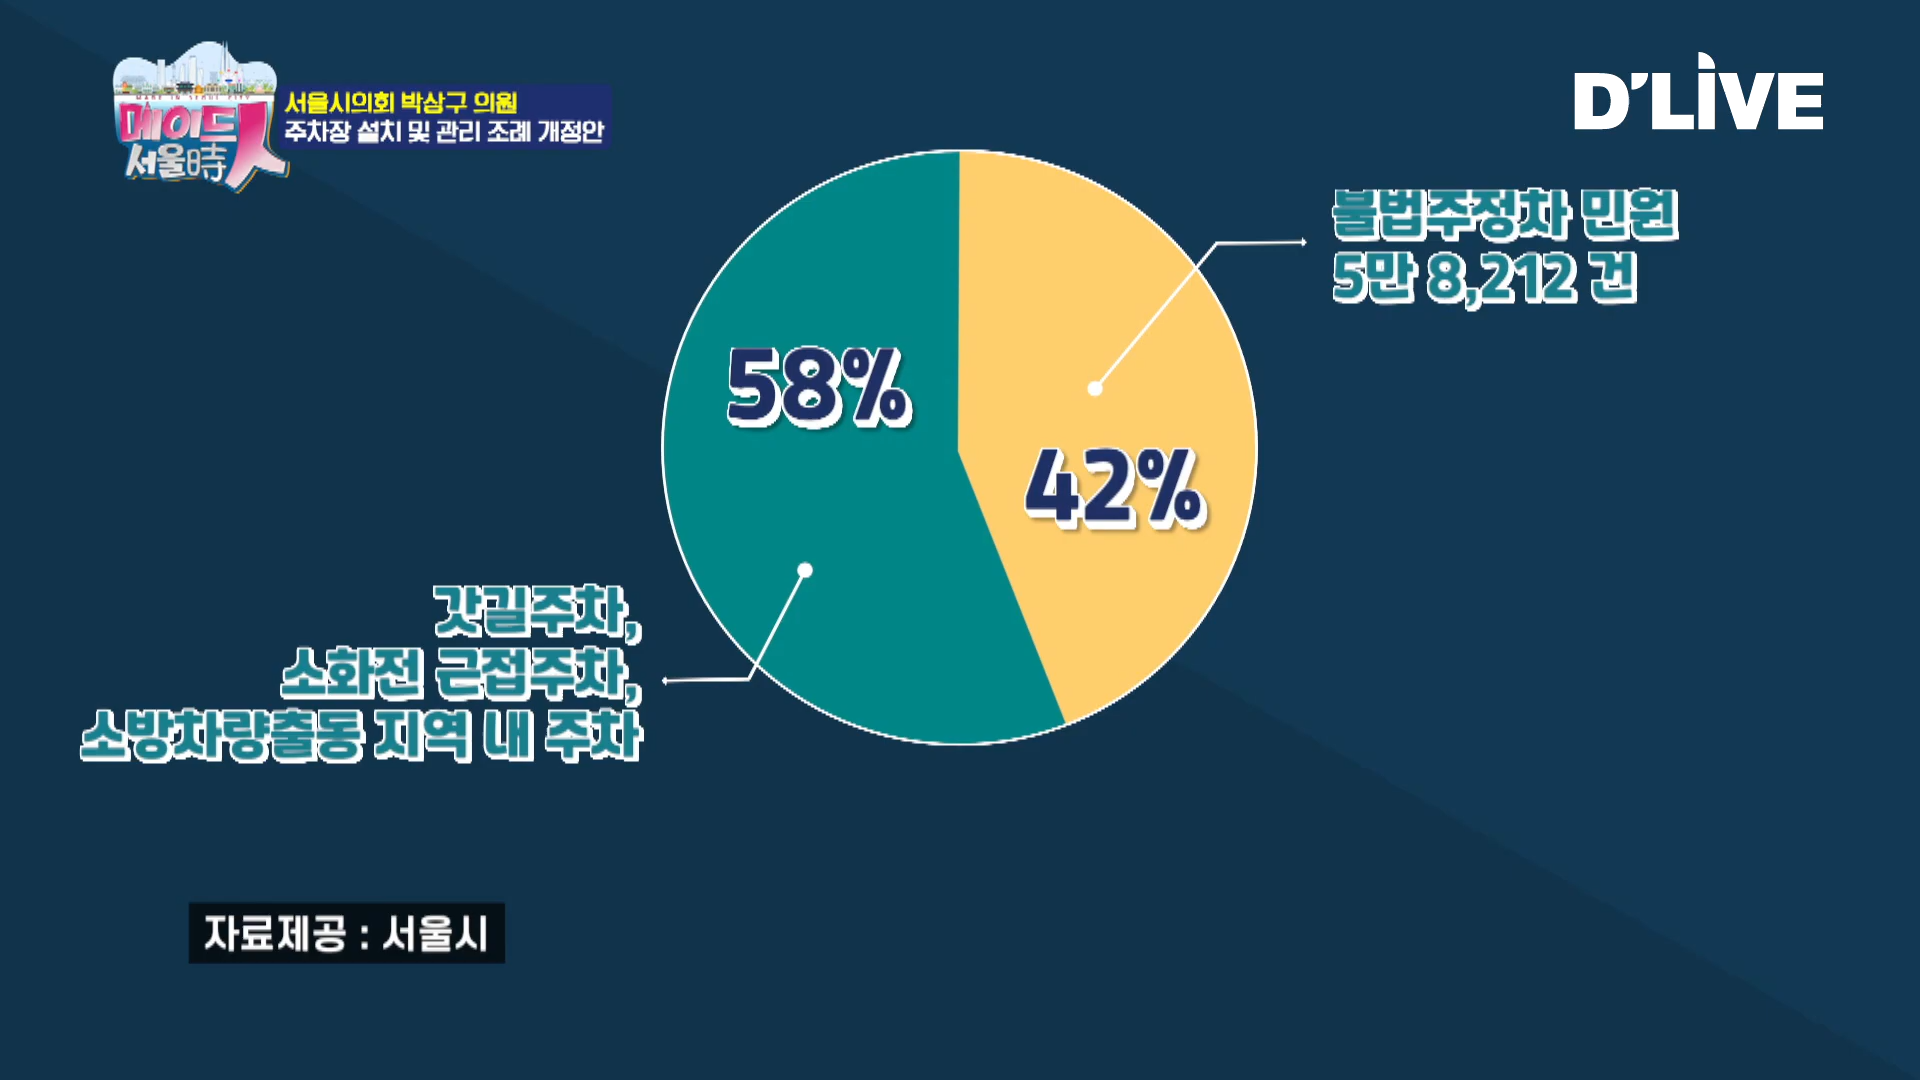 메이드人
서울時
서울시의회 박상구 의원
주차장 설치 및 관리 조례 개정안
D'LIVE
불법주정차 민원
5만 8,212 건
58%
42%
갓길주차,
소화전 근접주차,
소방차량출동 지역 내 주차
자료제공 : 서울시